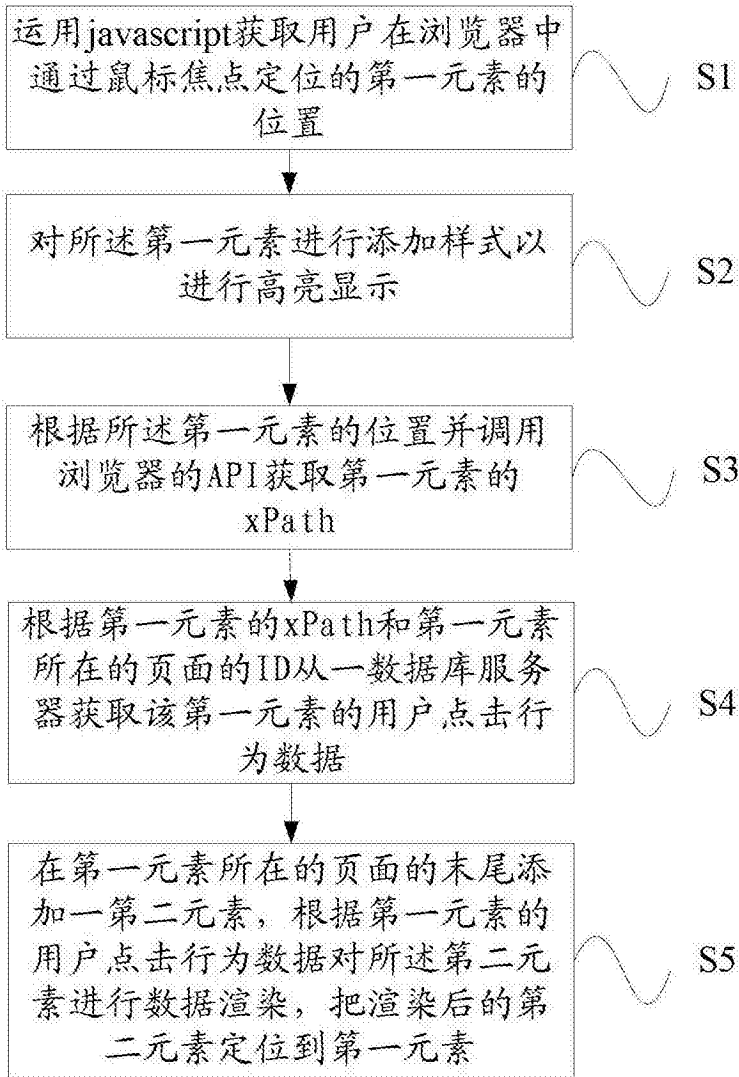 运用javascript获取用户在浏览器中
通过鼠标焦点定位的第一元素的
位置
S1
对所述第一元素进行添加样式以
进行高亮显示
S2
根据所述第一元素的位置并调用
浏览器的API获取第一元素的
xPath
S3
根据第一元素的xPath和第一元素
所在的页面的ID从一数据库服务
器获取该第一元素的用户点击行
为数据
S4
在第一元素所在的页面的末尾添
加一第二元素，根据第一元素的
用户点击行为数据对所述第二元
素进行数据渲染，把渲染后的第
二元素定位到第一元素
S5